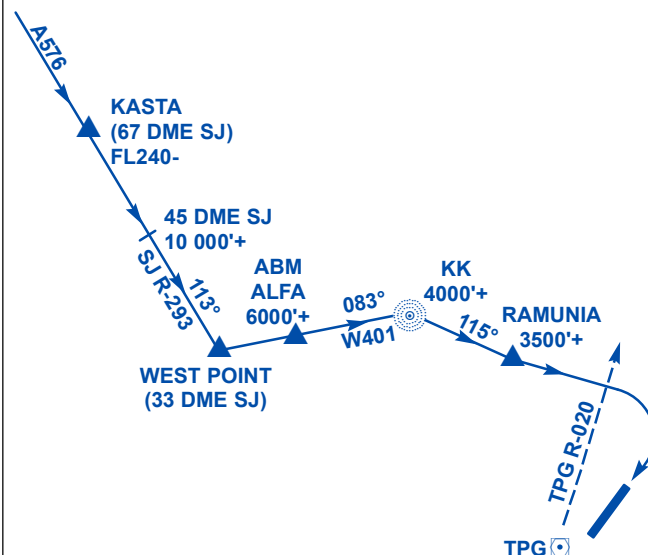 A576
KASTA
(67 DME SJ)
FL240-
45 DME SJ
10 000'+
SJ R-293
113°
ABM
ALFA
6000'+
083°
W401
KK
4000'+
115°
RAMUNIA
3500'+
WEST POINT
(33 DME SJ)
TPG R-020
TPG